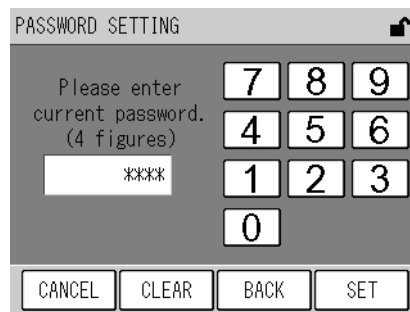 PASSWORD SETTING
Please enter
current password.
(4 figures)
****
7 8 9
4 5 6
1 2 3
0
CANCEL CLEAR BACK SET